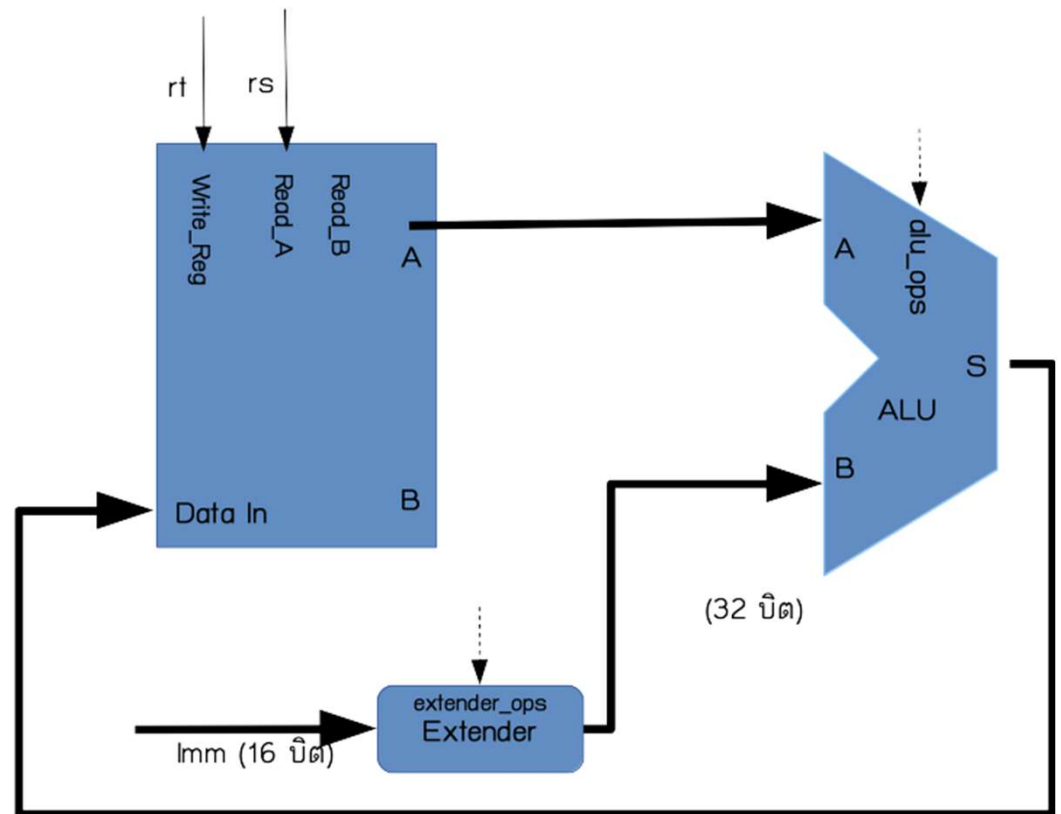 rt
rs
Write_Reg
Read_A
Read_B
A
A
alu_ops
S
ALU
B
B
Data In
(32 บิต)
extender_ops
Extender
Imm (16 บิต)